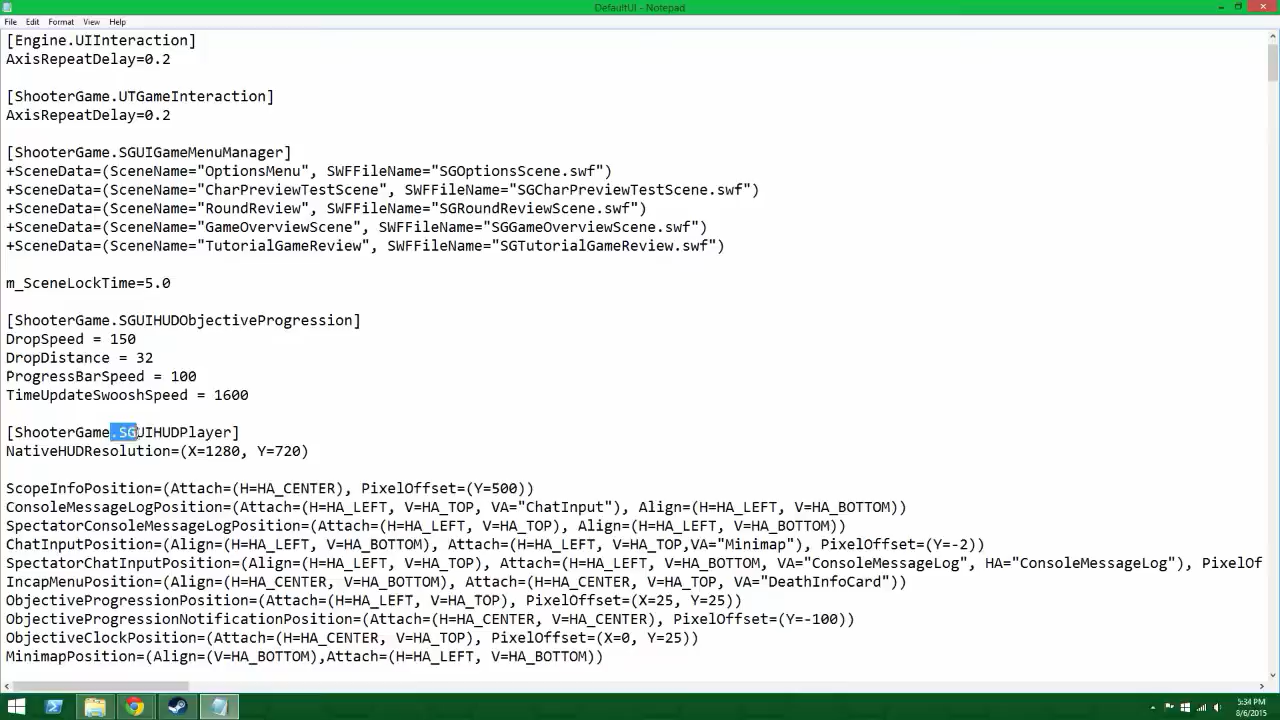 DefaultUI - Notepad
File Edit Format View Help
[Engine.UIInteraction]
AxisRepeatDelay=0.2
[ShooterGame.UTGameInteraction]
AxisRepeatDelay=0.2
[ShooterGame.SGUIGameMenuManager]
+SceneData=(SceneName="OptionsMenu", SWFFileName="SGOptionsScene.swf")
+SceneData=(SceneName="CharPreviewTestScene", SWFFileName="SGCharPreviewTestScene.swf")
+SceneData=(SceneName="RoundReview", SWFFileName="SGRoundReviewScene.swf")
+SceneData=(SceneName="GameOverviewScene", SWFFileName="SGGameOverviewScene.swf")
+SceneData=(SceneName="TutorialGameReview", SWFFileName="SGTutorialGameReview.swf")
m_SceneLockTime=5.0
[ShooterGame.SGUIHUDObjectiveProgression]
DropSpeed = 150
DropDistance = 32
ProgressBarSpeed = 100
TimeUpdateSwooshSpeed = 1600
[ShooterGame.SGUIHUDPlayer]
NativeHUDResolution=(X=1280, Y=720)
ScopeInfoPosition=(Attach=(H=HA_CENTER), PixelOffset=(Y=500))
ConsoleMessageLogPosition=(Attach=(H=HA_LEFT, V=HA_TOP, VA="ChatInput"), Align=(H=HA_LEFT, V=HA_BOTTOM))
SpectatorConsoleMessageLogPosition=(Attach=(H=HA_LEFT, V=HA_TOP), Align=(H=HA_LEFT, V=HA_BOTTOM))
ChatInputPosition=(Align=(H=HA_LEFT, V=HA_BOTTOM), Attach=(H=HA_LEFT, V=HA_TOP,VA="Minimap"), PixelOffset=(Y=-2))
SpectatorChatInputPosition=(Align=(H=HA_LEFT, V=HA_TOP), Attach=(H=HA_LEFT, V=HA_BOTTOM, VA="ConsoleMessageLog", HA="ConsoleMessageLog"), PixelOf
IncapMenuPosition=(Align=(H=HA_CENTER, V=HA_BOTTOM), Attach=(H=HA_CENTER, V=HA_TOP, VA="DeathInfoCard"))
ObjectiveProgressionPosition=(Attach=(H=HA_LEFT, V=HA_TOP), PixelOffset=(X=25, Y=25))
ObjectiveProgressionNotificationPosition=(Attach=(H=HA_CENTER, V=HA_CENTER), PixelOffset=(Y=-100))
ObjectiveClockPosition=(Attach=(H=HA_CENTER, V=HA_TOP), PixelOffset=(X=0, Y=25))
MinimapPosition=(Align=(V=HA_BOTTOM),Attach=(H=HA_LEFT, V=HA_BOTTOM))
5:34 PM
8/6/2015